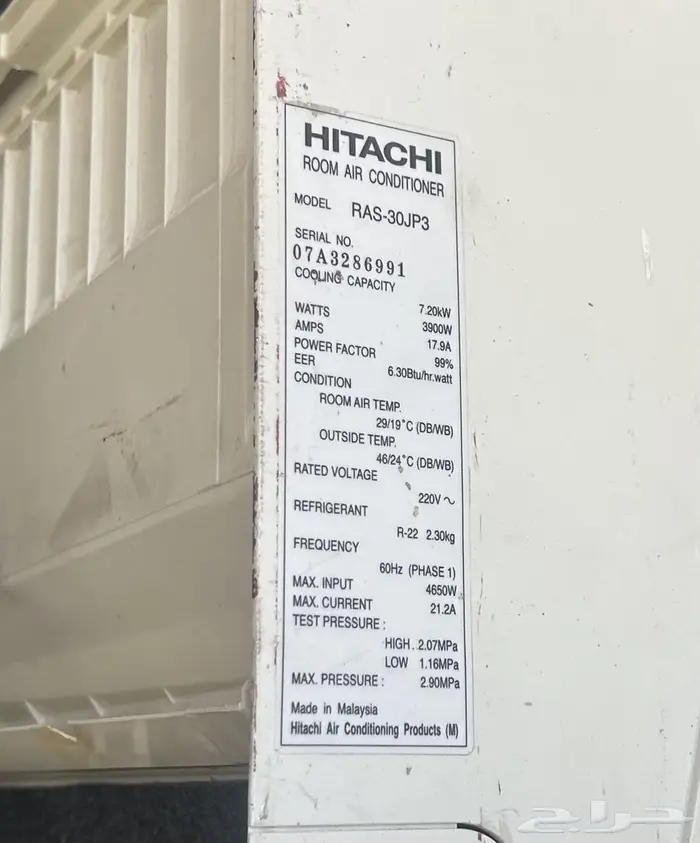 HITACHI
ROOM AIR CONDITIONER
MODEL RAS-30JP3
SERIAL NO.
07A3286991
COOLING CAPACITY
7.20kW
WATTS 3900W
AMPS 17.9A
POWER FACTOR 99%
EER 6.30Btu/hr.watt
CONDITION
ROOM AIR TEMP.
29/19°C (DB/WB)
OUTSIDE TEMP.
46/24°C (DB/WB)
RATED VOLTAGE
220V ~
REFRIGERANT
R-22 2.30kg
FREQUENCY
60Hz (PHASE 1)
MAX. INPUT 4650W
MAX. CURRENT 21.2A
TEST PRESSURE :
HIGH 2.07MPa
LOW 1.16MPa
MAX. PRESSURE : 2.90MPa
Made in Malaysia
Hitachi Air Conditioning Products (M)
حراج